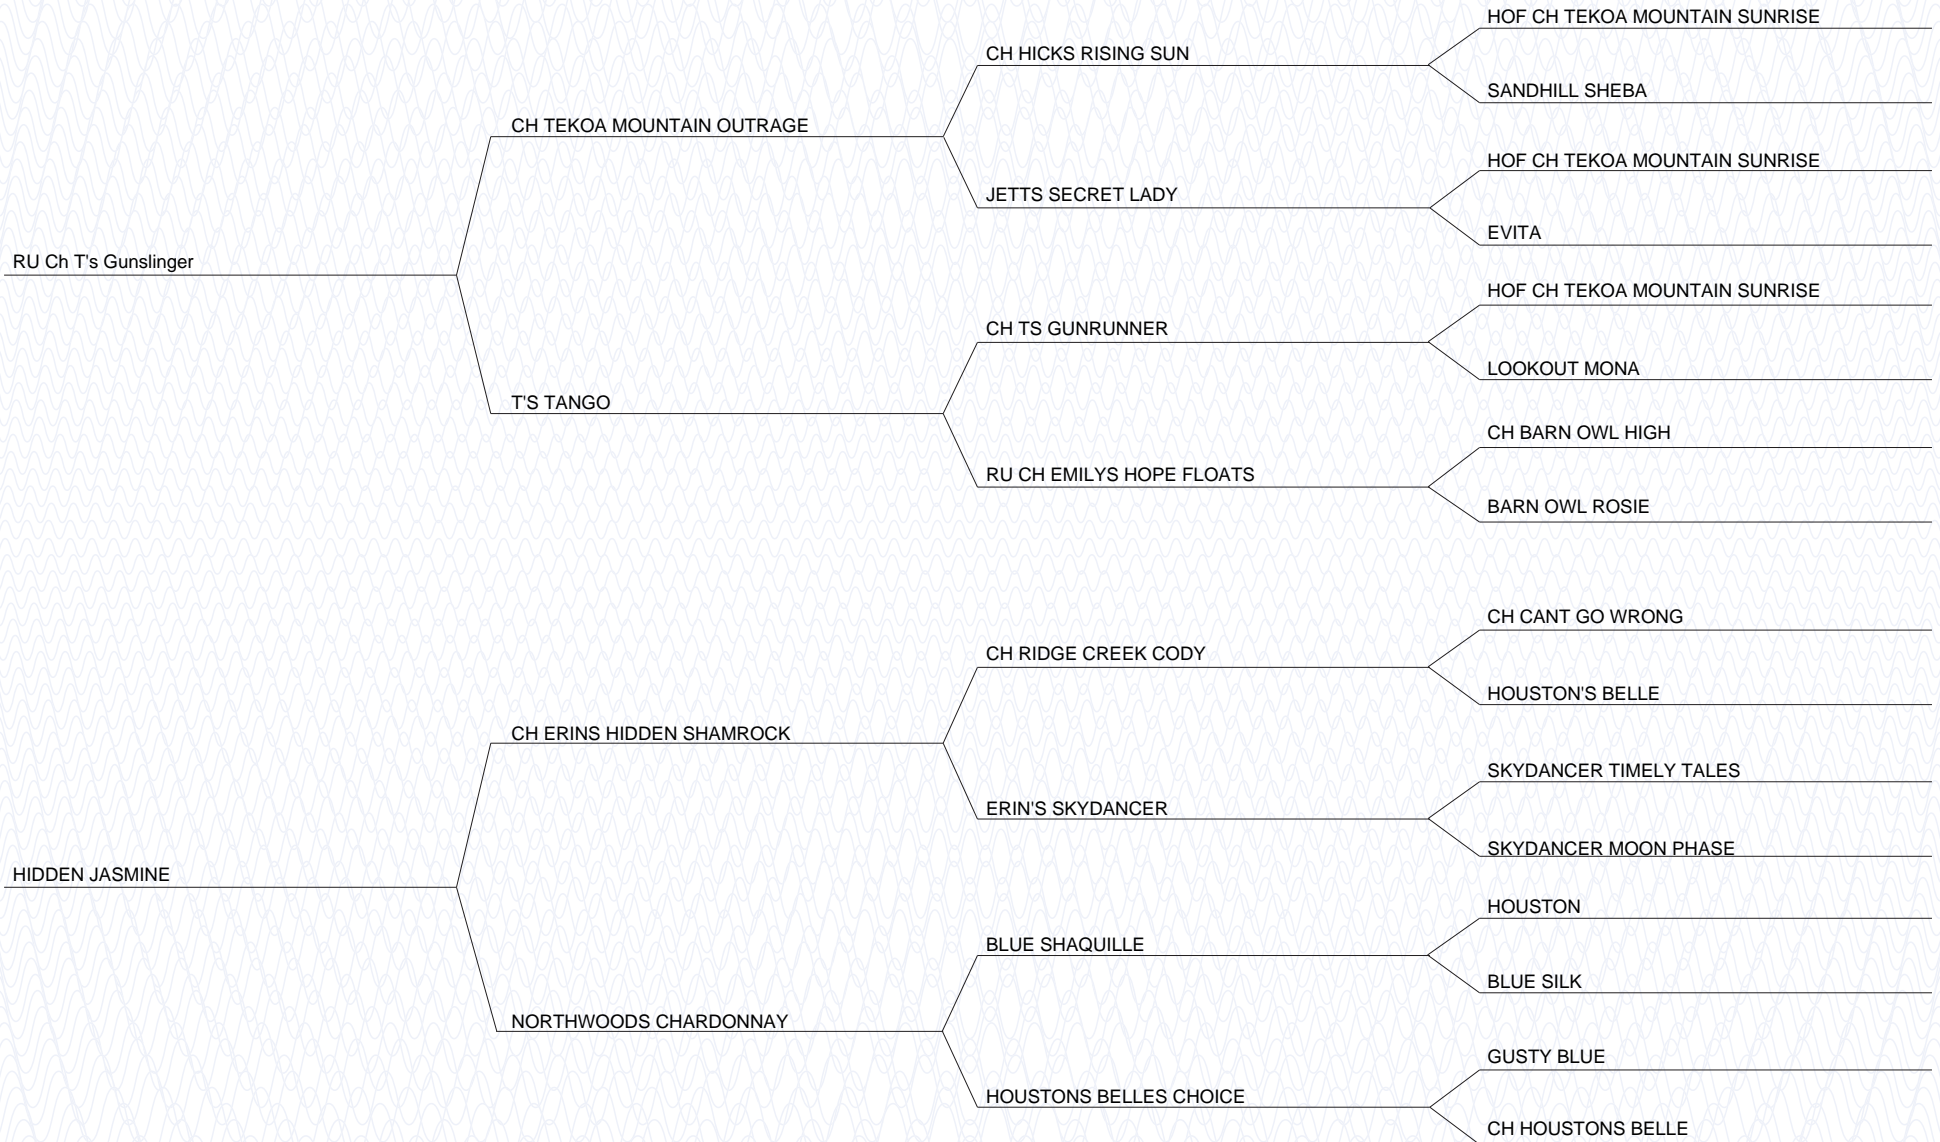 HOF CH TEKOA MOUNTAIN SUNRISE
CH HICKS RISING SUN
SANDHILL SHEBA
CH TEKOA MOUNTAIN OUTRAGE
HOF CH TEKOA MOUNTAIN SUNRISE
JETTS SECRET LADY
EVITA
RU Ch T's Gunslinger
HOF CH TEKOA MOUNTAIN SUNRISE
CH TS GUNRUNNER
LOOKOUT MONA
T'S TANGO
CH BARN OWL HIGH
RU CH EMILYS HOPE FLOATS
BARN OWL ROSIE
CH CANT GO WRONG
CH RIDGE CREEK CODY
HOUSTON'S BELLE
CH ERINS HIDDEN SHAMROCK
SKYDANCER TIMELY TALES
ERIN'S SKYDANCER
SKYDANCER MOON PHASE
HIDDEN JASMINE
HOUSTON
BLUE SHAQUILLE
BLUE SILK
NORTHWOODS CHARDONNAY
GUSTY BLUE
HOUSTONS BELLES CHOICE
CH HOUSTONS BELLE